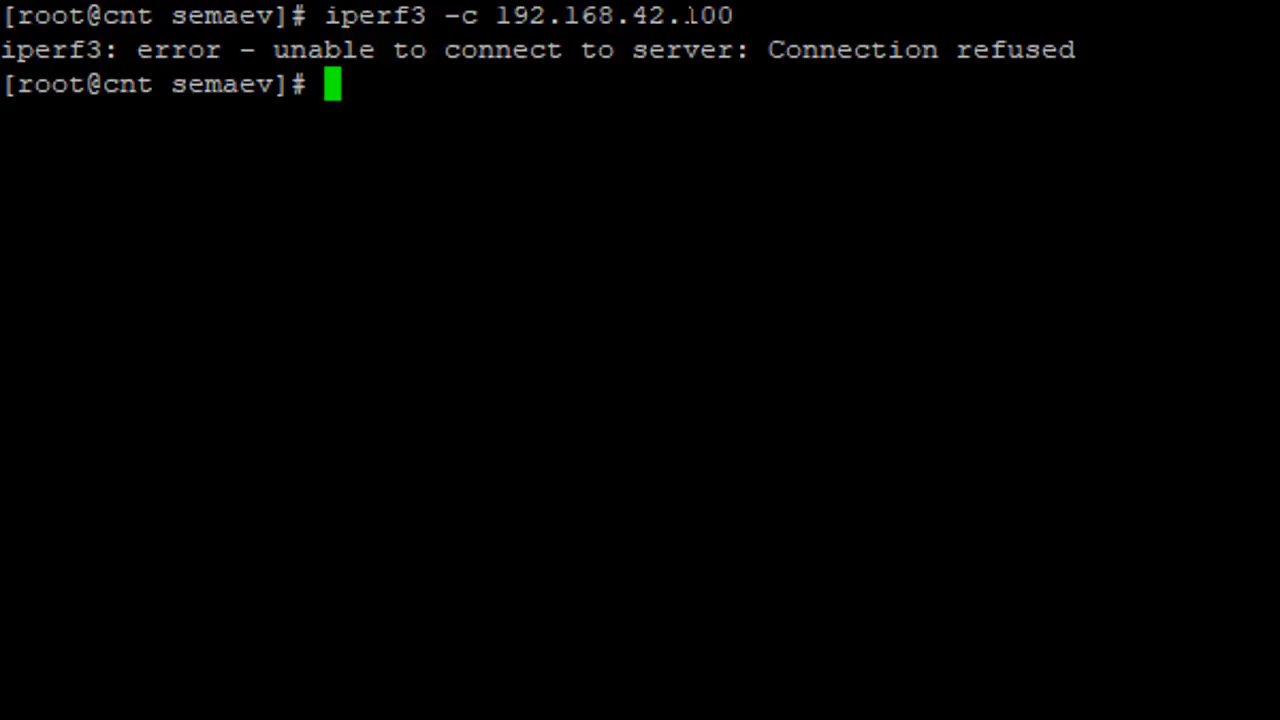 [root@cnt semaev]# iperf3 -c 192.168.42.100
iperf3: error - unable to connect to server: Connection refused
[root@cnt semaev]#